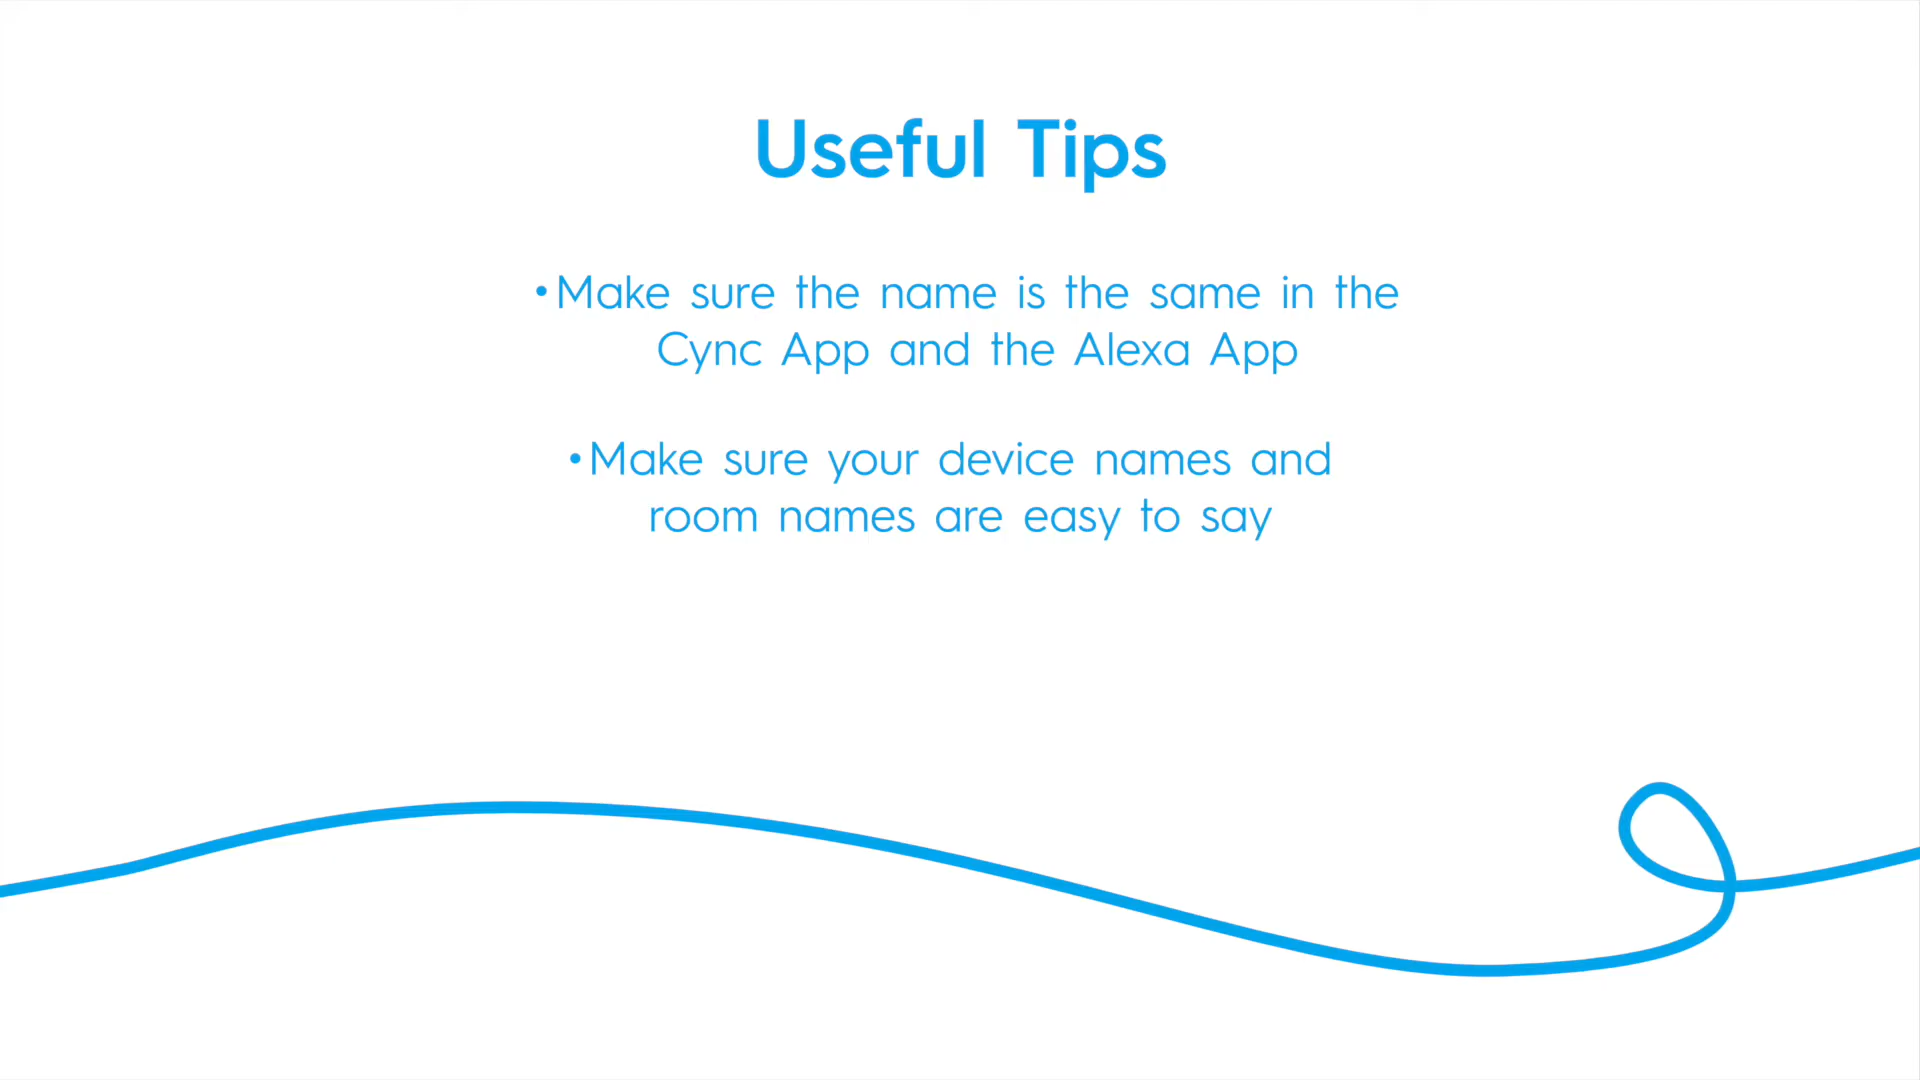 Useful Tips
•Make sure the name is the same in the
Cync App and the Alexa App
•Make sure your device names and
room names are easy to say